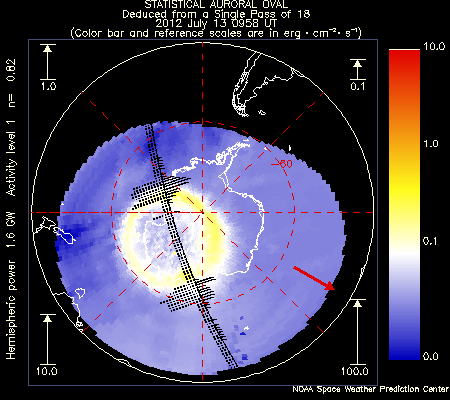 STATISTICAL AURORAL OVAL
Deduced from a Single Pass of 18
2012 July 13 0958 UT
(Color bar and reference scales are in erg·cm⁻²·s⁻¹)
1.0
0.1
10.0
1.0
0.1
0.0
-60
Hemispheric power 1.6 GW Activity level 1 n= 0.82
10.0
100.0
NOAA Space Weather Prediction Center